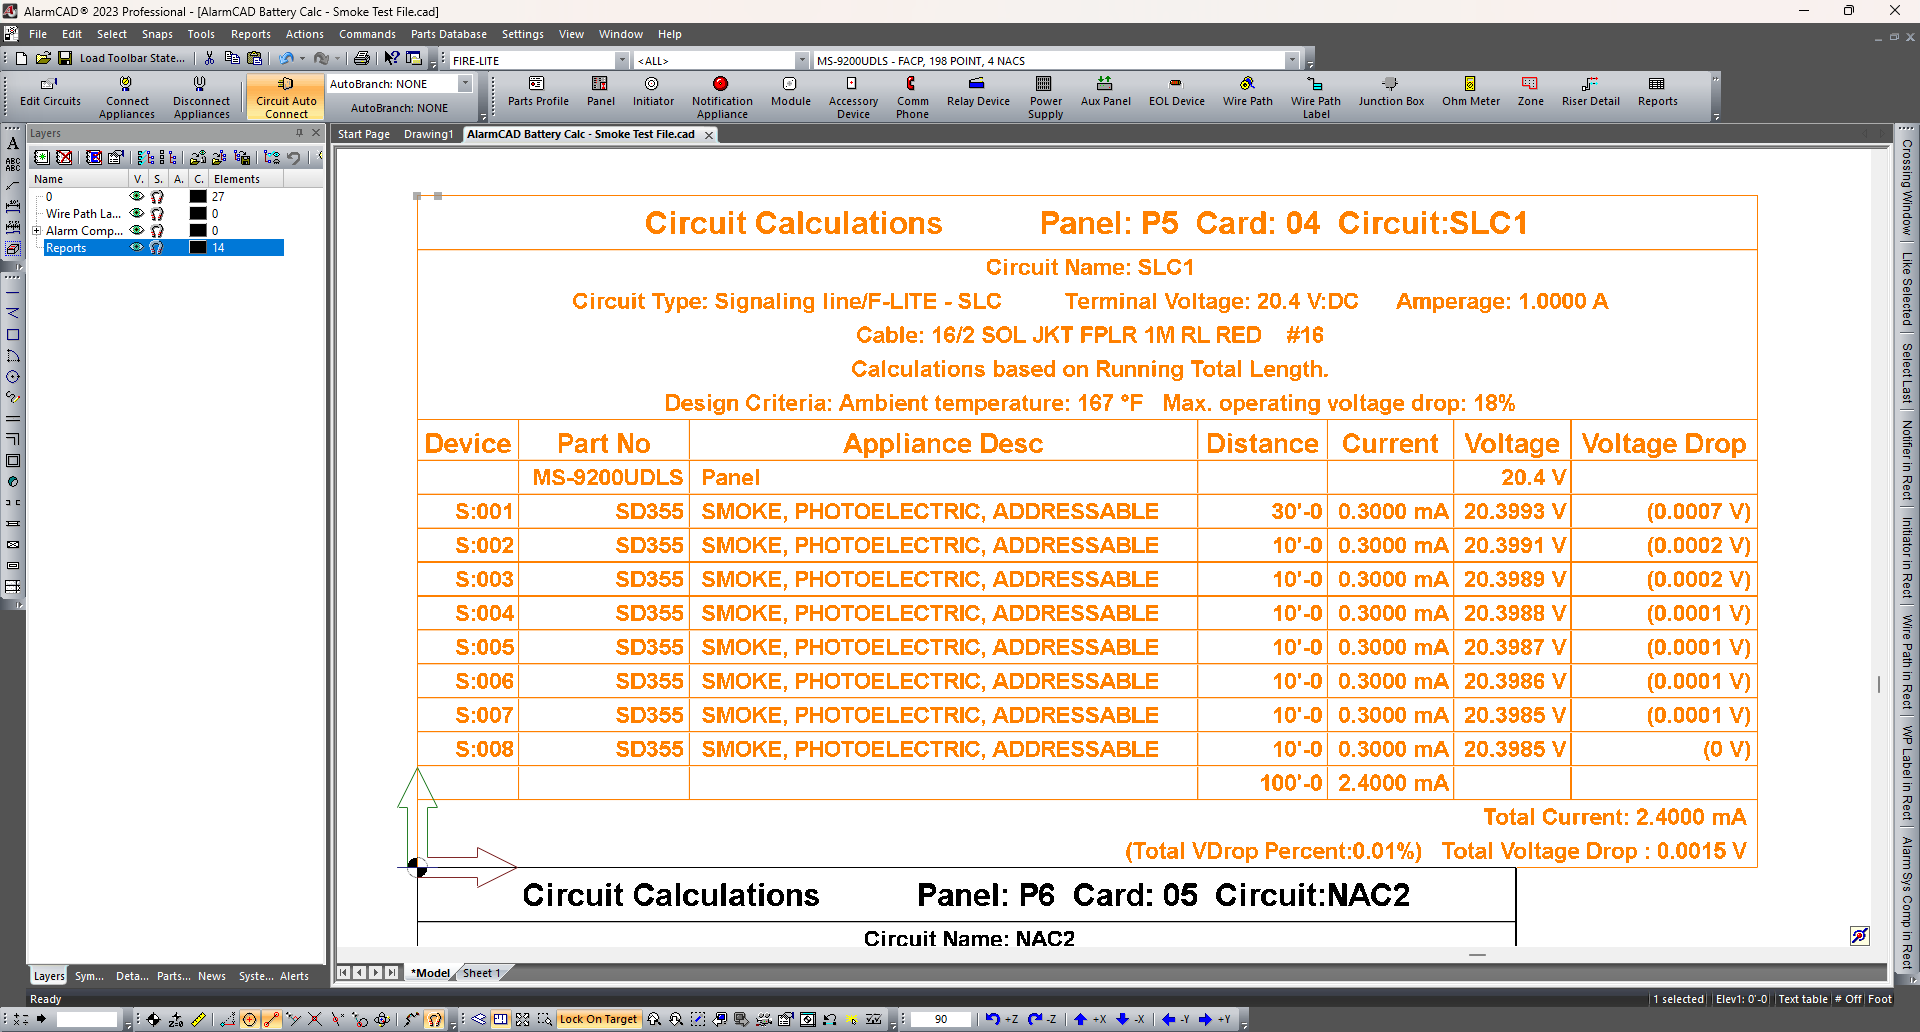 AlarmCAD® 2023 Professional - [AlarmCAD Battery Calc - Smoke Test File.cad]
File Edit Select Snaps Tools Reports Actions Commands Parts Database Settings View Window Help
Load Toolbar State... FIRE-LITE <ALL> MS-9200UDLS - FACP, 198 POINT, 4 NACS
Edit Circuits
Connect Appliances
Disconnect Appliances
Circuit Auto Connect
AutoBranch: NONE
AutoBranch: NONE
Parts Profile
Panel
Initiator
Notification Appliance
Module
Accessory Device
Comm Phone
Relay Device
Power Supply
Aux Panel
EOL Device
Wire Path
Wire Path Label
Junction Box
Ohm Meter
Zone
Riser Detail
Reports
Layers
Start Page Drawing1 AlarmCAD Battery Calc - Smoke Test File.cad
Name V. S. A. C. Elements
0 27
Wire Path La... 0
Alarm Comp... 0
Reports 14
Circuit Calculations Panel: P5 Card: 04 Circuit:SLC1
Circuit Name: SLC1
Circuit Type: Signaling line/F-LITE - SLC Terminal Voltage: 20.4 V:DC Amperage: 1.0000 A
Cable: 16/2 SOL JKT FPLR 1M RL RED #16
Calculations based on Running Total Length.
Design Criteria: Ambient temperature: 167 °F Max. operating voltage drop: 18%
Device Part No Appliance Desc Distance Current Voltage Voltage Drop
MS-9200UDLS Panel 20.4 V
S:001 SD355 SMOKE, PHOTOELECTRIC, ADDRESSABLE 30'-0 0.3000 mA 20.3993 V (0.0007 V)
S:002 SD355 SMOKE, PHOTOELECTRIC, ADDRESSABLE 10'-0 0.3000 mA 20.3991 V (0.0002 V)
S:003 SD355 SMOKE, PHOTOELECTRIC, ADDRESSABLE 10'-0 0.3000 mA 20.3989 V (0.0002 V)
S:004 SD355 SMOKE, PHOTOELECTRIC, ADDRESSABLE 10'-0 0.3000 mA 20.3988 V (0.0001 V)
S:005 SD355 SMOKE, PHOTOELECTRIC, ADDRESSABLE 10'-0 0.3000 mA 20.3987 V (0.0001 V)
S:006 SD355 SMOKE, PHOTOELECTRIC, ADDRESSABLE 10'-0 0.3000 mA 20.3986 V (0.0001 V)
S:007 SD355 SMOKE, PHOTOELECTRIC, ADDRESSABLE 10'-0 0.3000 mA 20.3985 V (0.0001 V)
S:008 SD355 SMOKE, PHOTOELECTRIC, ADDRESSABLE 10'-0 0.3000 mA 20.3985 V (0 V)
100'-0 2.4000 mA
Total Current: 2.4000 mA
(Total VDrop Percent:0.01%) Total Voltage Drop : 0.0015 V
Circuit Calculations Panel: P6 Card: 05 Circuit:NAC2
Circuit Name: NAC2
Crossing Window
Like Selected
Select Last
Notifier in Rect
Initiator in Rect
Wire Path in Rect
WP Label in Rect
Alarm Sys Comp in Rect
Layers Sym... Deta... Parts... News Syste... Alerts
*Model Sheet 1
Ready 1 selected Elev1: 0'-0 Text table # Off Foot
Lock On Target 90 +Z -Z +X -X -Y +Y